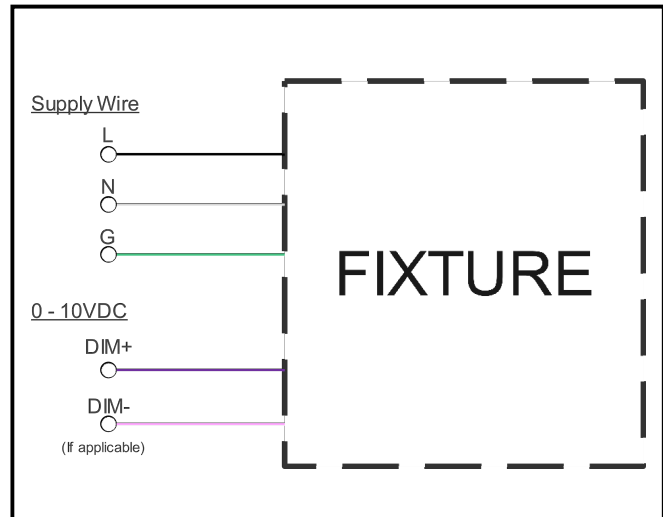 Supply Wire
L
N
G
FIXTURE
0 - 10VDC
DIM+
DIM-
(If applicable)